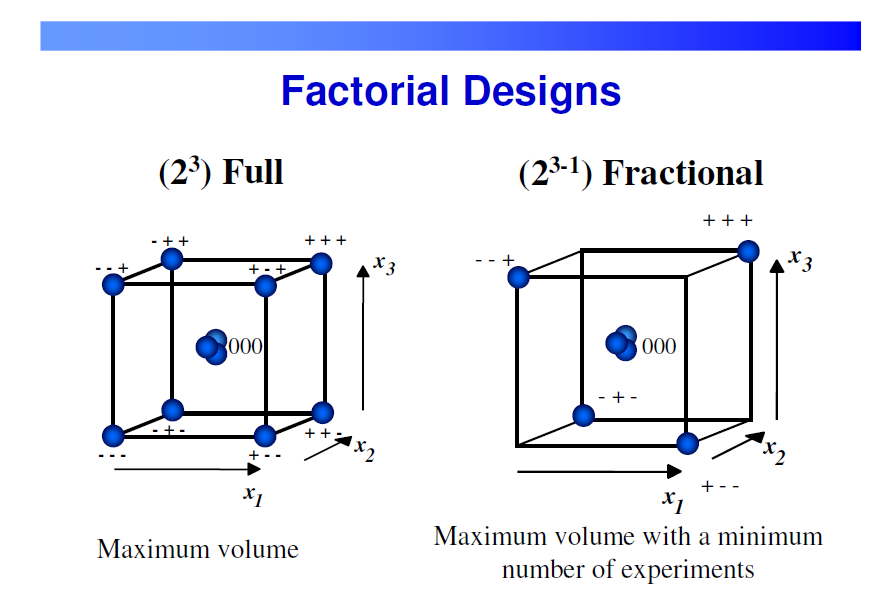 Factorial Designs
(2³) Full
- + +
+ + +
- - +
+ - +
x3
000
- + -
+ + -
- - -
+ - -
x2
x1
Maximum volume
(2³⁻¹) Fractional
+ + +
- - +
x3
000
- + -
x2
+ - -
x1
Maximum volume with a minimum
number of experiments